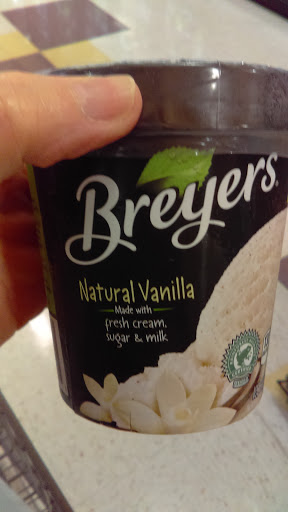 Breyers
Natural Vanilla
Made with
fresh cream,
sugar & milk